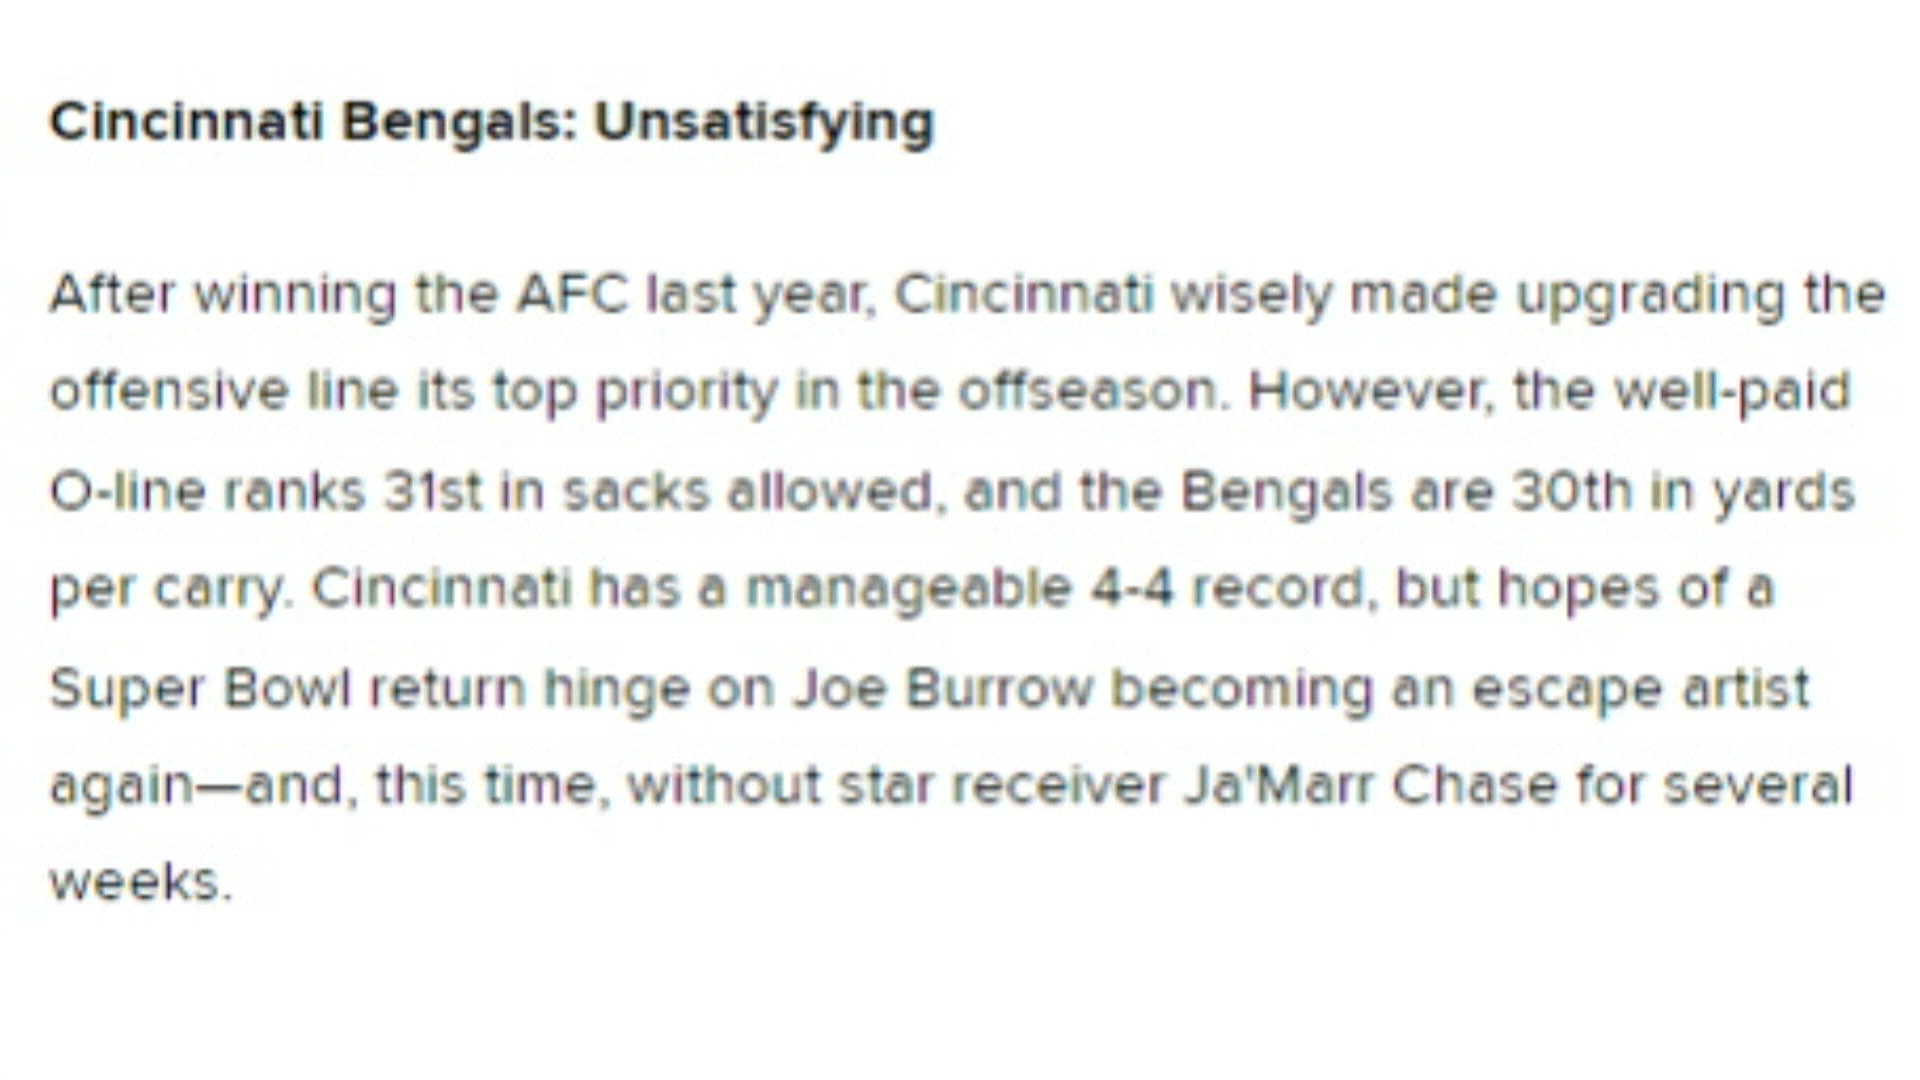 Cincinnati Bengals: Unsatisfying
After winning the AFC last year, Cincinnati wisely made upgrading the
offensive line its top priority in the offseason. However, the well-paid
O-line ranks 31st in sacks allowed, and the Bengals are 30th in yards
per carry. Cincinnati has a manageable 4-4 record, but hopes of a
Super Bowl return hinge on Joe Burrow becoming an escape artist
again—and, this time, without star receiver Ja'Marr Chase for several
weeks.